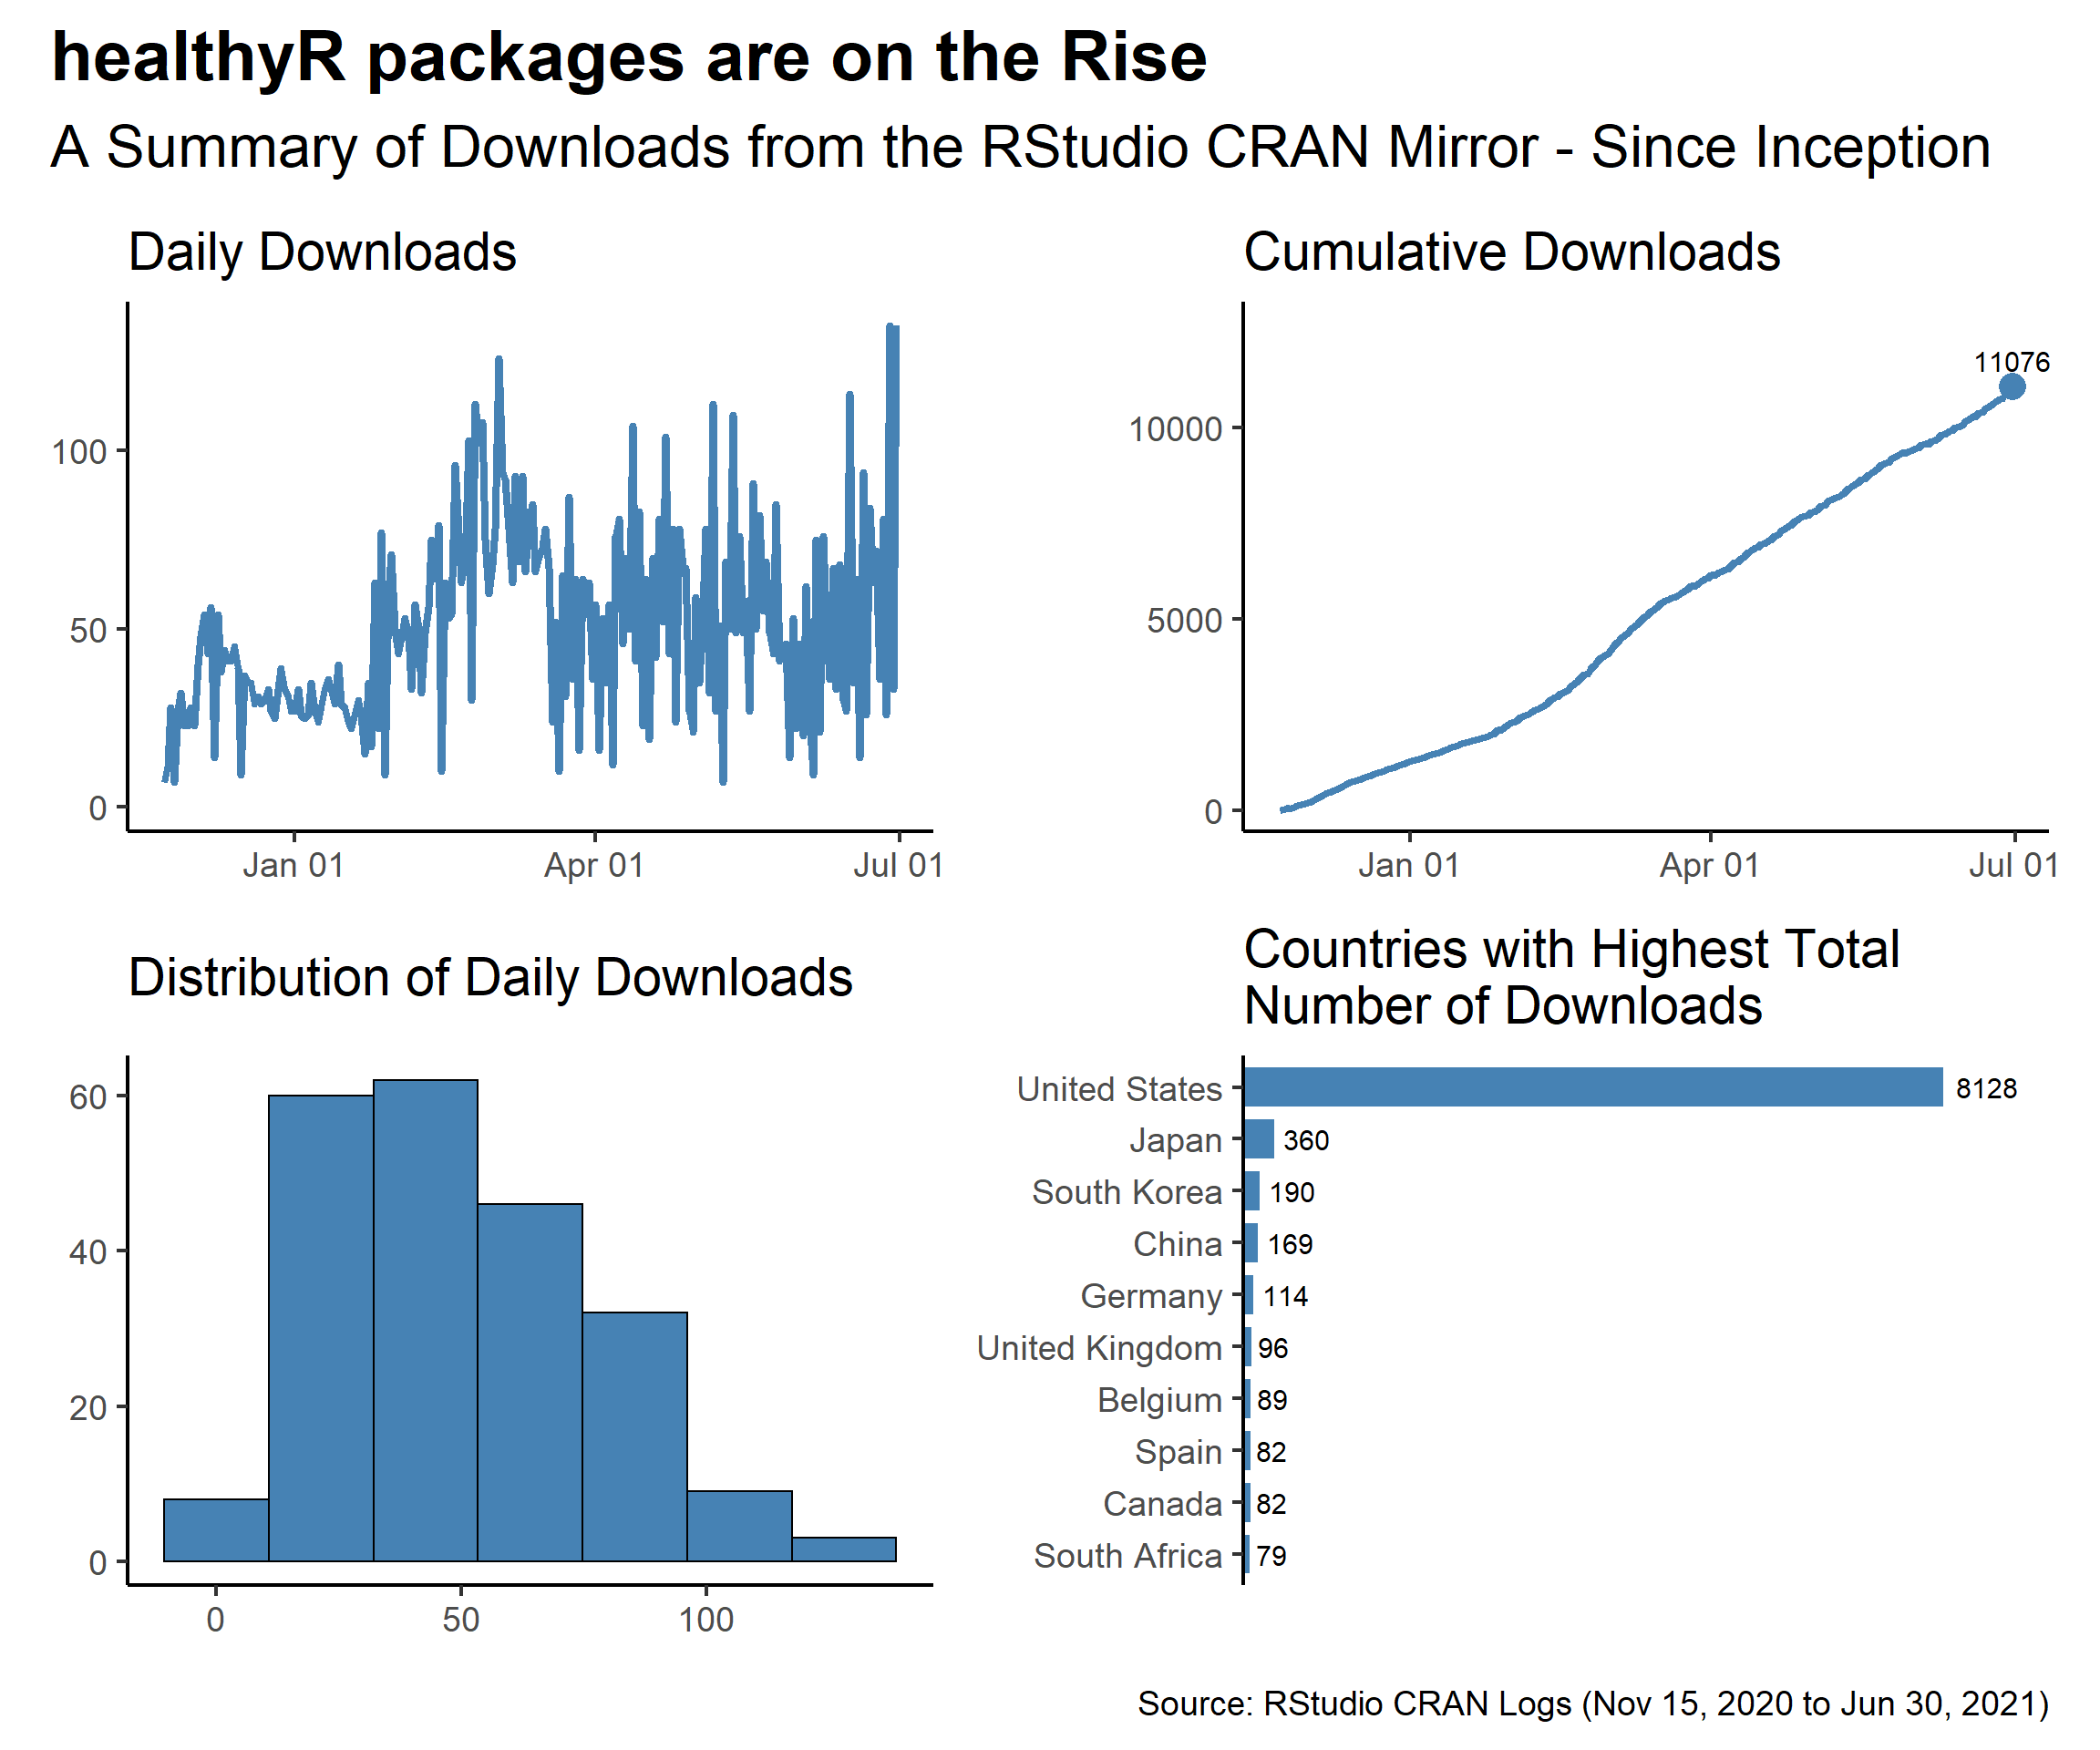 healthyR packages are on the Rise
A Summary of Downloads from the RStudio CRAN Mirror - Since Inception
Daily Downloads
100
50
0
Jan 01
Apr 01
Jul 01
Cumulative Downloads
11076
10000
5000
0
Jan 01
Apr 01
Jul 01
Distribution of Daily Downloads
60
40
20
0
0
50
100
Countries with Highest Total
Number of Downloads
United States 8128
Japan 360
South Korea 190
China 169
Germany 114
United Kingdom 96
Belgium 89
Spain 82
Canada 82
South Africa 79
Source: RStudio CRAN Logs (Nov 15, 2020 to Jun 30, 2021)